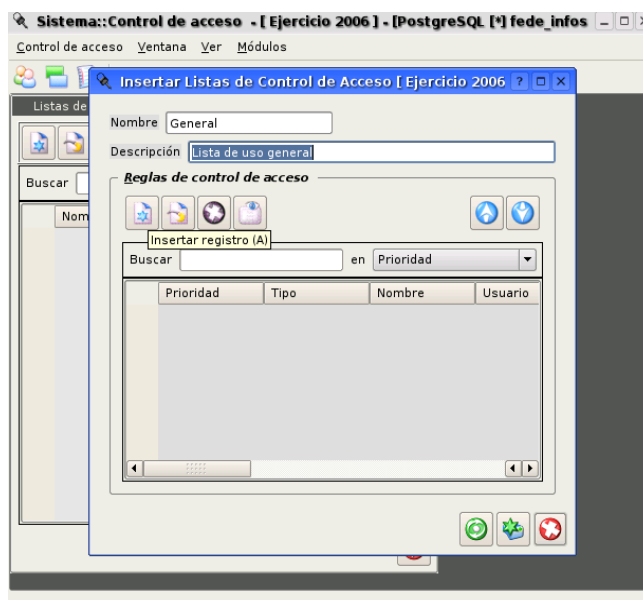 Sistema::Control de acceso - [ Ejercicio 2006 ] - [PostgreSQL [*] fede_infos
Control de acceso Ventana Ver Módulos
Insertar Listas de Control de Acceso [ Ejercicio 2006
Listas de
Nombre General
Descripción Lista de uso general
Reglas de control de acceso
Buscar
Nom
Insertar registro (A)
Buscar en Prioridad
Prioridad Tipo Nombre Usuario